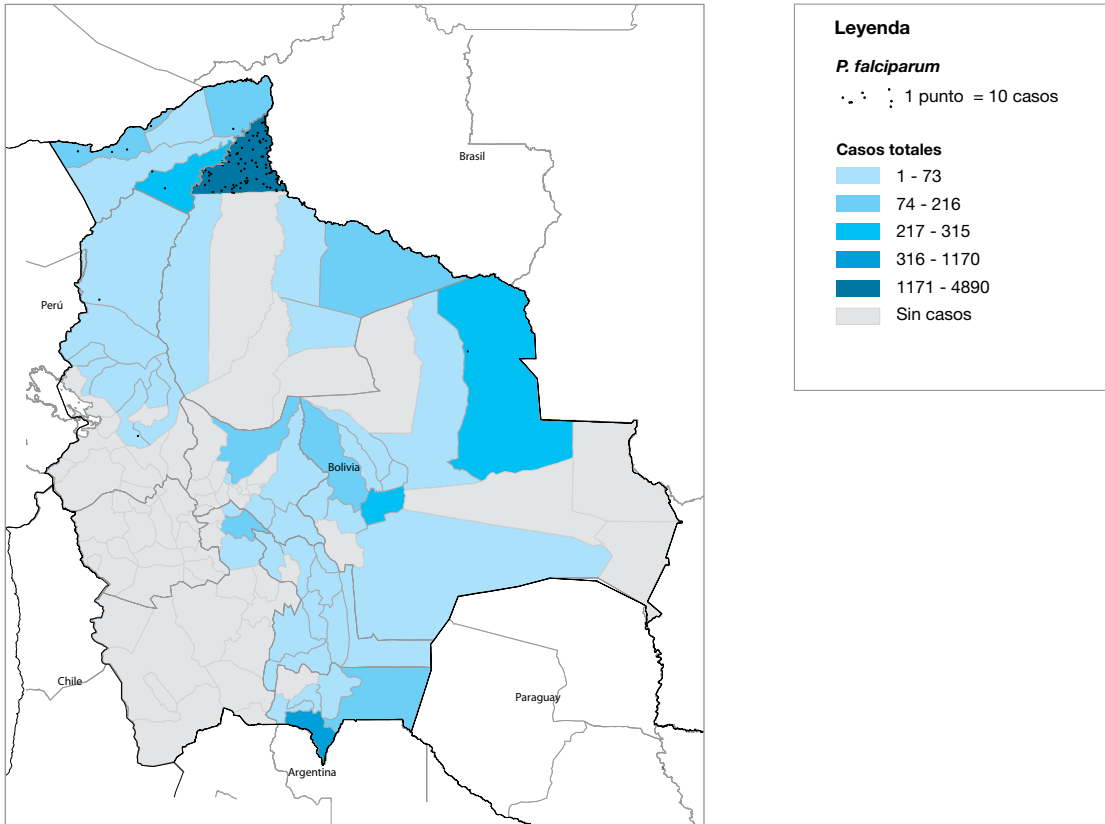 Brasil
Perú
Bolivia
Chile
Paraguay
Argentina
Leyenda
P. falciparum
1 punto = 10 casos
Casos totales
1 - 73
74 - 216
217 - 315
316 - 1170
1171 - 4890
Sin casos